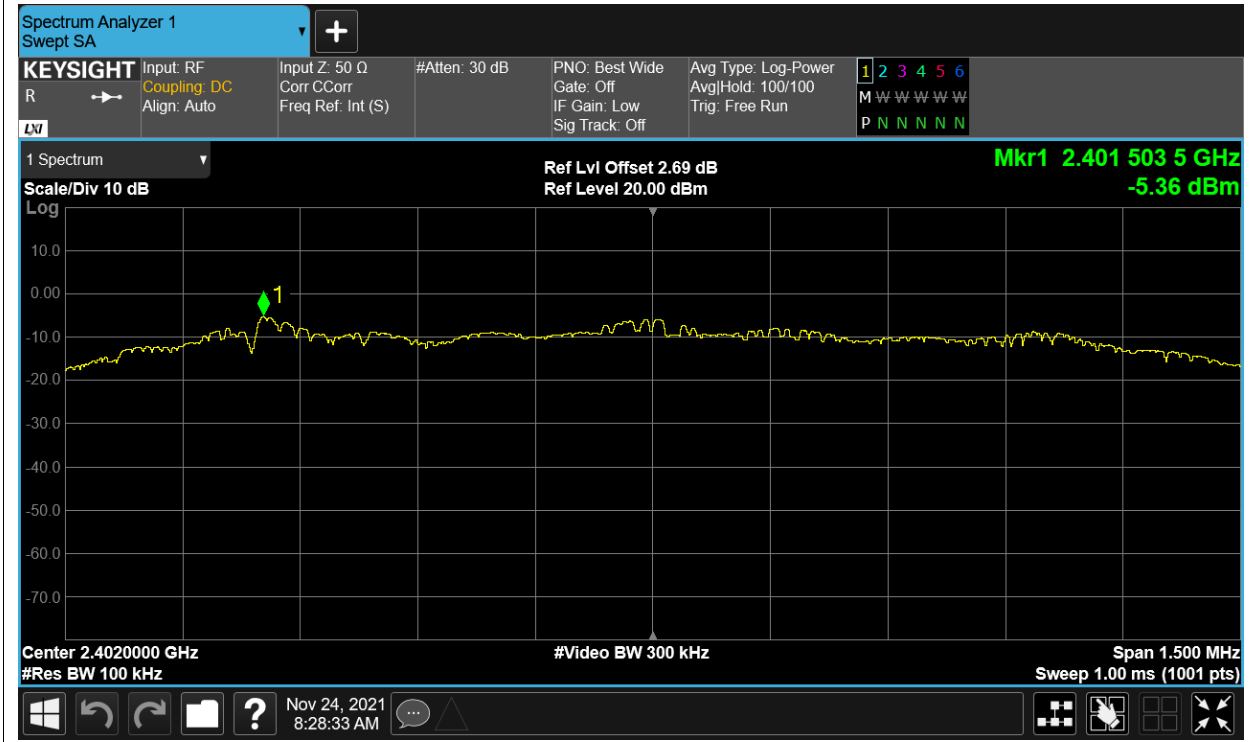 Spectrum Analyzer 1
Swept SA
▼
+
KEYSIGHT
R
LXI
Input: RF
Coupling: DC
Align: Auto
Input Z: 50 Ω
Corr CCorr
Freq Ref: Int (S)
#Atten: 30 dB
PNO: Best Wide
Gate: Off
IF Gain: Low
Sig Track: Off
Avg Type: Log-Power
Avg|Hold: 100/100
Trig: Free Run
1 2 3 4 5 6
M W W W W W
P N N N N N
1 Spectrum ▼
Scale/Div 10 dB
Log
Ref Lvl Offset 2.69 dB
Ref Level 20.00 dBm
Mkr1 2.401 503 5 GHz
-5.36 dBm
10.0
0.00
1
-10.0
-20.0
-30.0
-40.0
-50.0
-60.0
-70.0
Center 2.4020000 GHz
#Res BW 100 kHz
#Video BW 300 kHz
Span 1.500 MHz
Sweep 1.00 ms (1001 pts)
?
Nov 24, 2021
8:28:33 AM